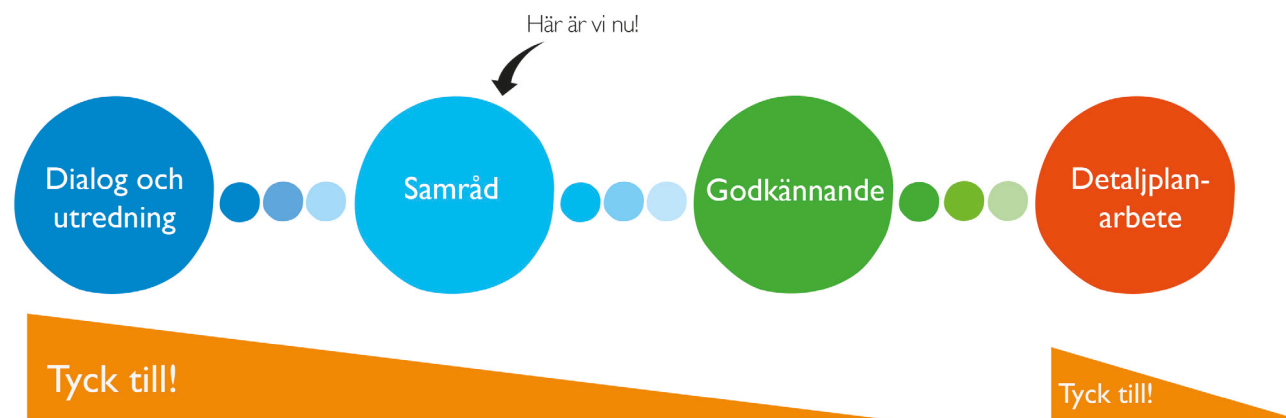 Här är vi nu!
Dialog och
utredning
Samråd
Godkännande
Detaljplan-
arbete
Tyck till!
Tyck till!